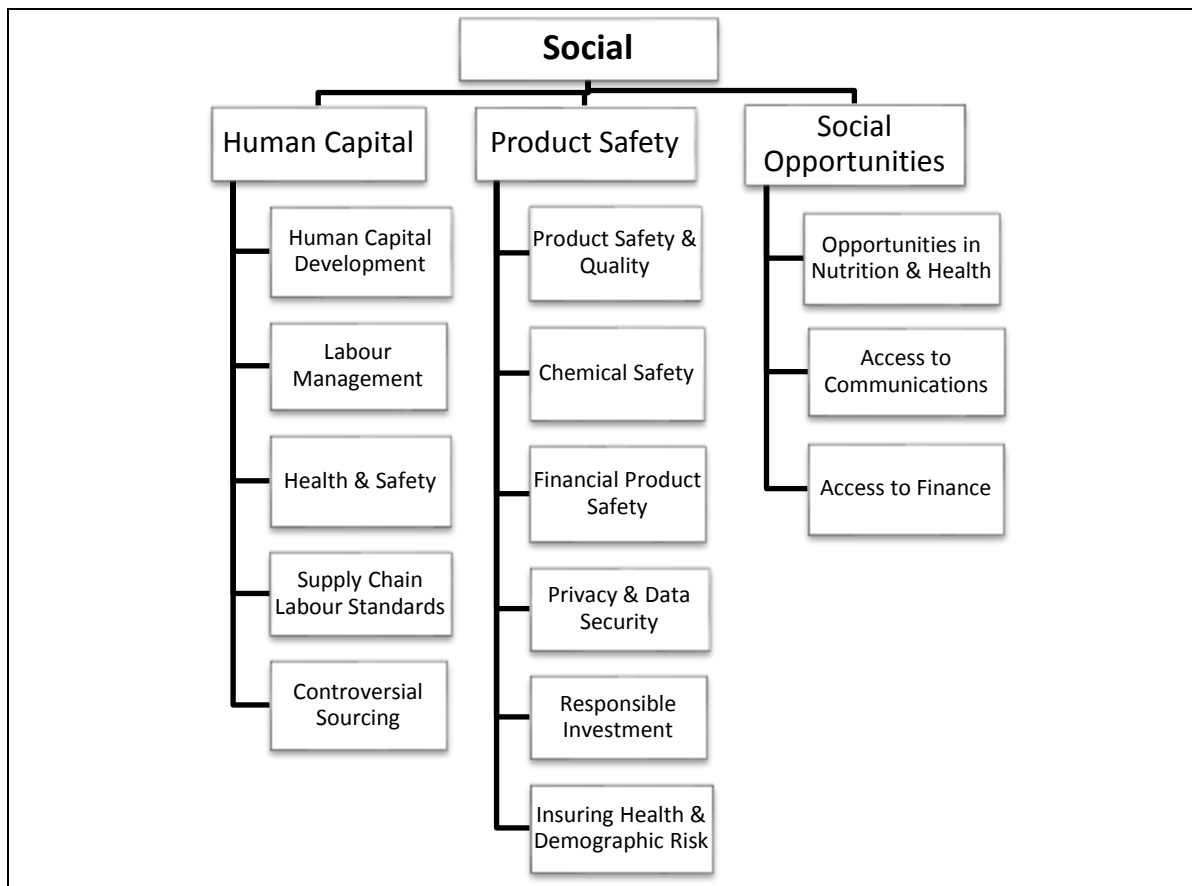 Social
Human Capital
Human Capital
Development
Labour
Management
Health & Safety
Supply Chain
Labour Standards
Controversial
Sourcing
Product Safety
Product Safety &
Quality
Chemical Safety
Financial Product
Safety
Privacy & Data
Security
Responsible
Investment
Insuring Health &
Demographic Risk
Social
Opportunities
Opportunities in
Nutrition & Health
Access to
Communications
Access to Finance